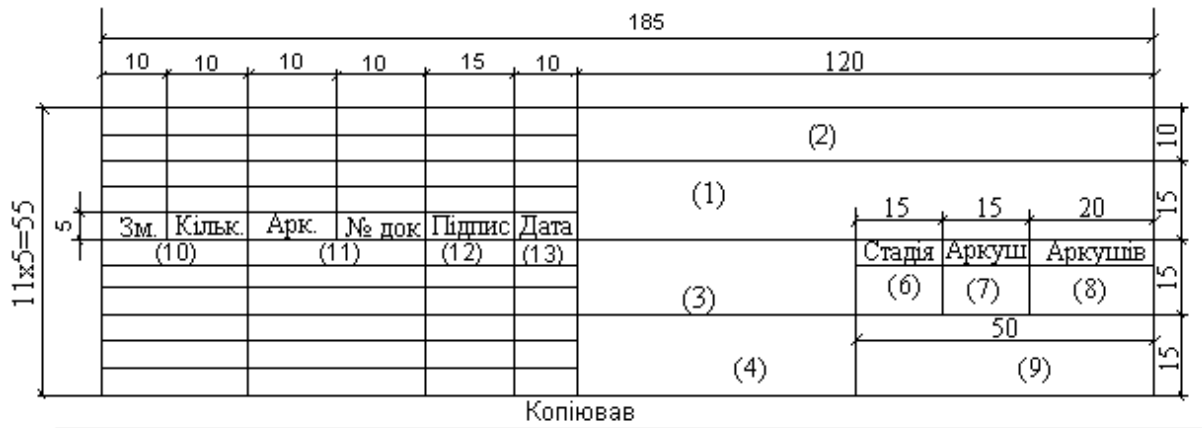 185
10 10 10 10 15 10 120
(2) 10
(1) 15
15 15 20
11х5=55 5 Зм. Кільк. Арк. № док Підпис Дата
(10) (11) (12) (13) Стадія Аркуш Аркушів
(3) (6) (7) (8) 15
50
(4) (9) 15
Копіював